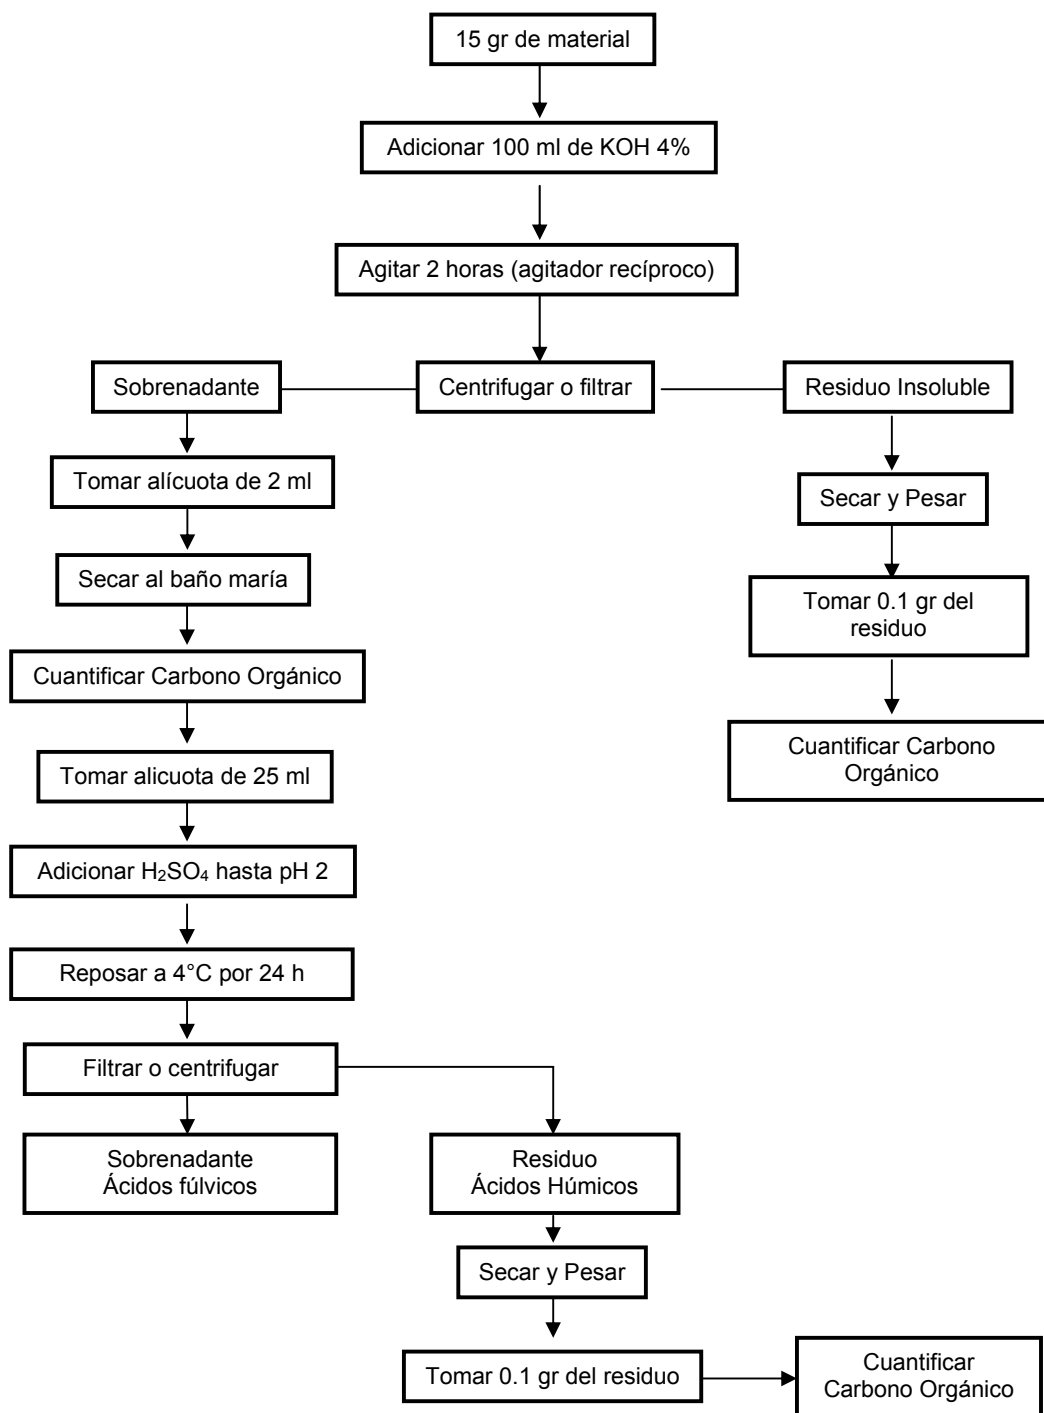 15 gr de material
Adicionar 100 ml de KOH 4%
Agitar 2 horas (agitador recíproco)
Sobrenadante
Centrifugar o filtrar
Residuo Insoluble
Tomar alícuota de 2 ml
Secar y Pesar
Secar al baño maría
Tomar 0.1 gr del
residuo
Cuantificar Carbono Orgánico
Cuantificar Carbono
Orgánico
Tomar alicuota de 25 ml
Adicionar H₂SO₄ hasta pH 2
Reposar a 4°C por 24 h
Filtrar o centrifugar
Sobrenadante
Ácidos fúlvicos
Residuo
Ácidos Húmicos
Secar y Pesar
Tomar 0.1 gr del residuo
Cuantificar
Carbono Orgánico